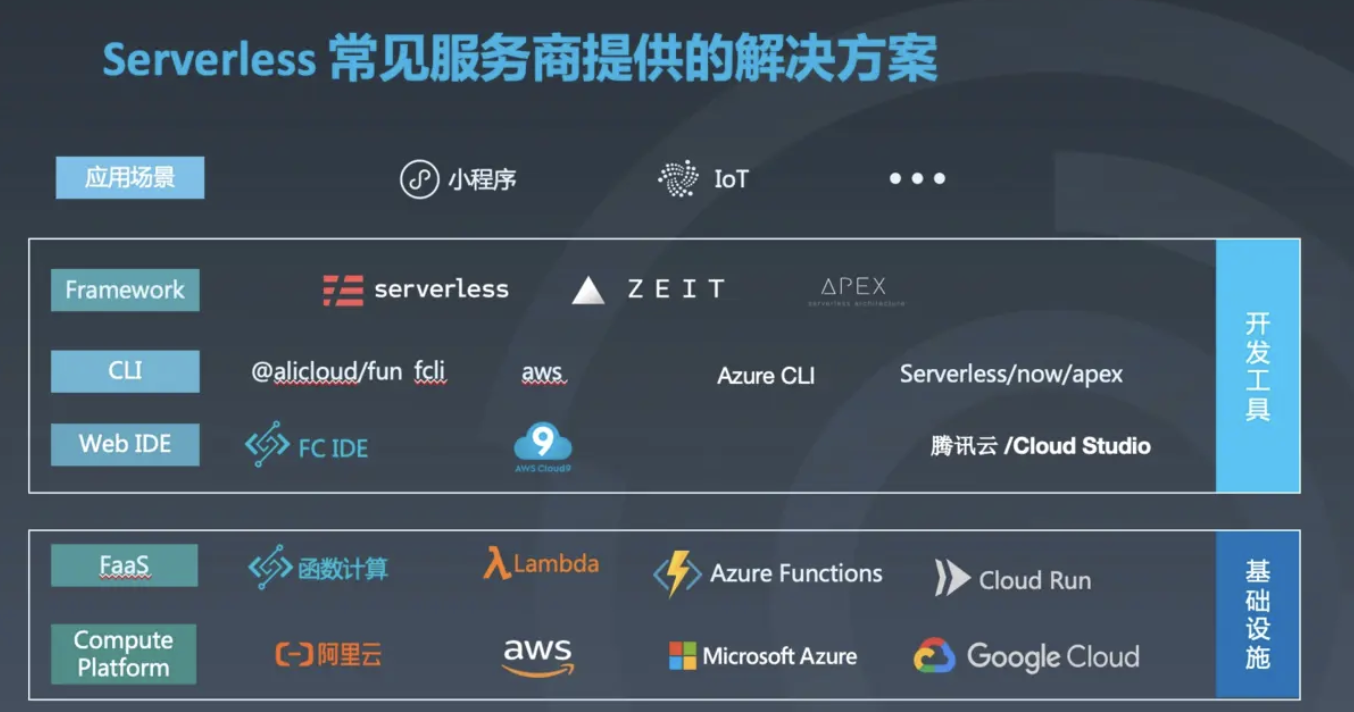 Serverless 常见服务商提供的解决方案
应用场景 小程序 IoT •••
Framework serverless ZEIT APEX
serverless architecture
CLI @alicloud/fun fcli aws Azure CLI Serverless/now/apex
Web IDE FC IDE 9 腾讯云 /Cloud Studio
AWS Cloud9
开发工具
FaaS 函数计算 Lambda Azure Functions Cloud Run
Compute
Platform 阿里云 aws Microsoft Azure Google Cloud
基础设施